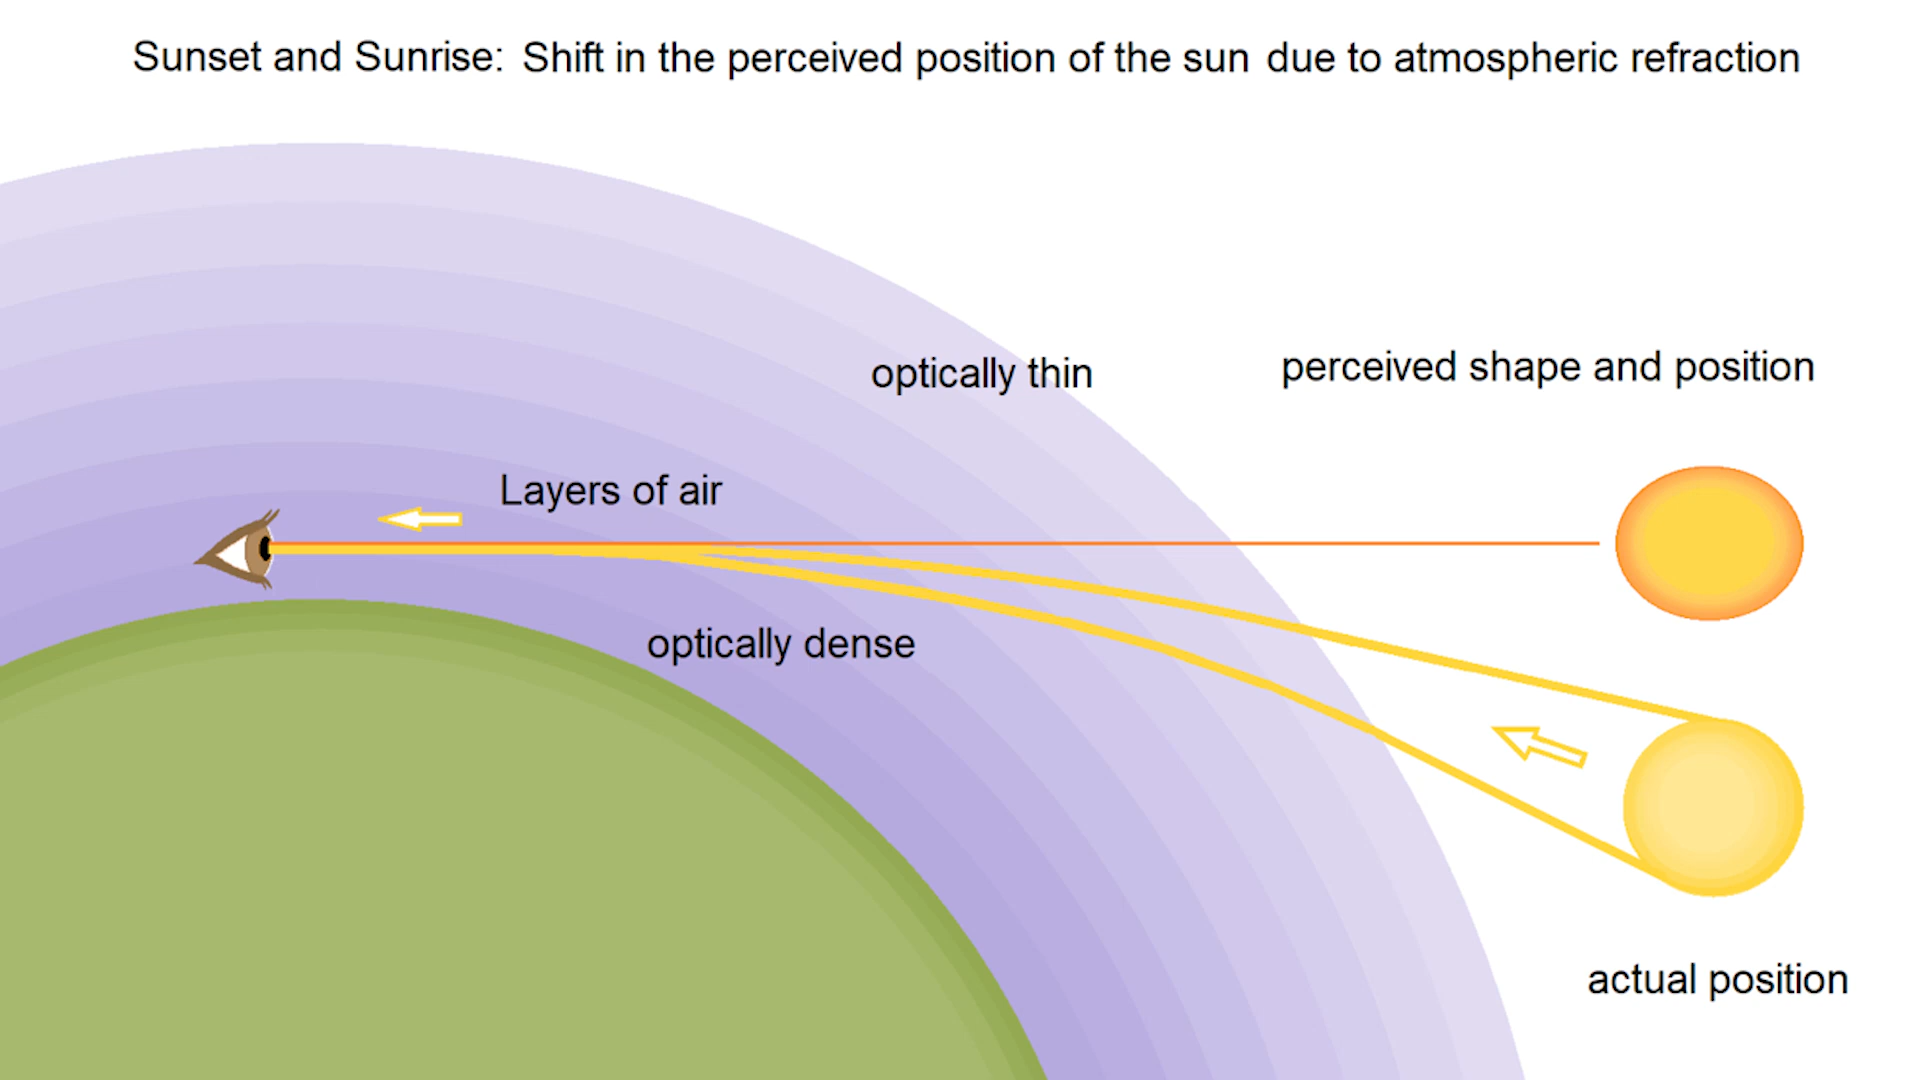 Sunset and Sunrise: Shift in the perceived position of the sun due to atmospheric refraction
optically thin
perceived shape and position
Layers of air
optically dense
actual position